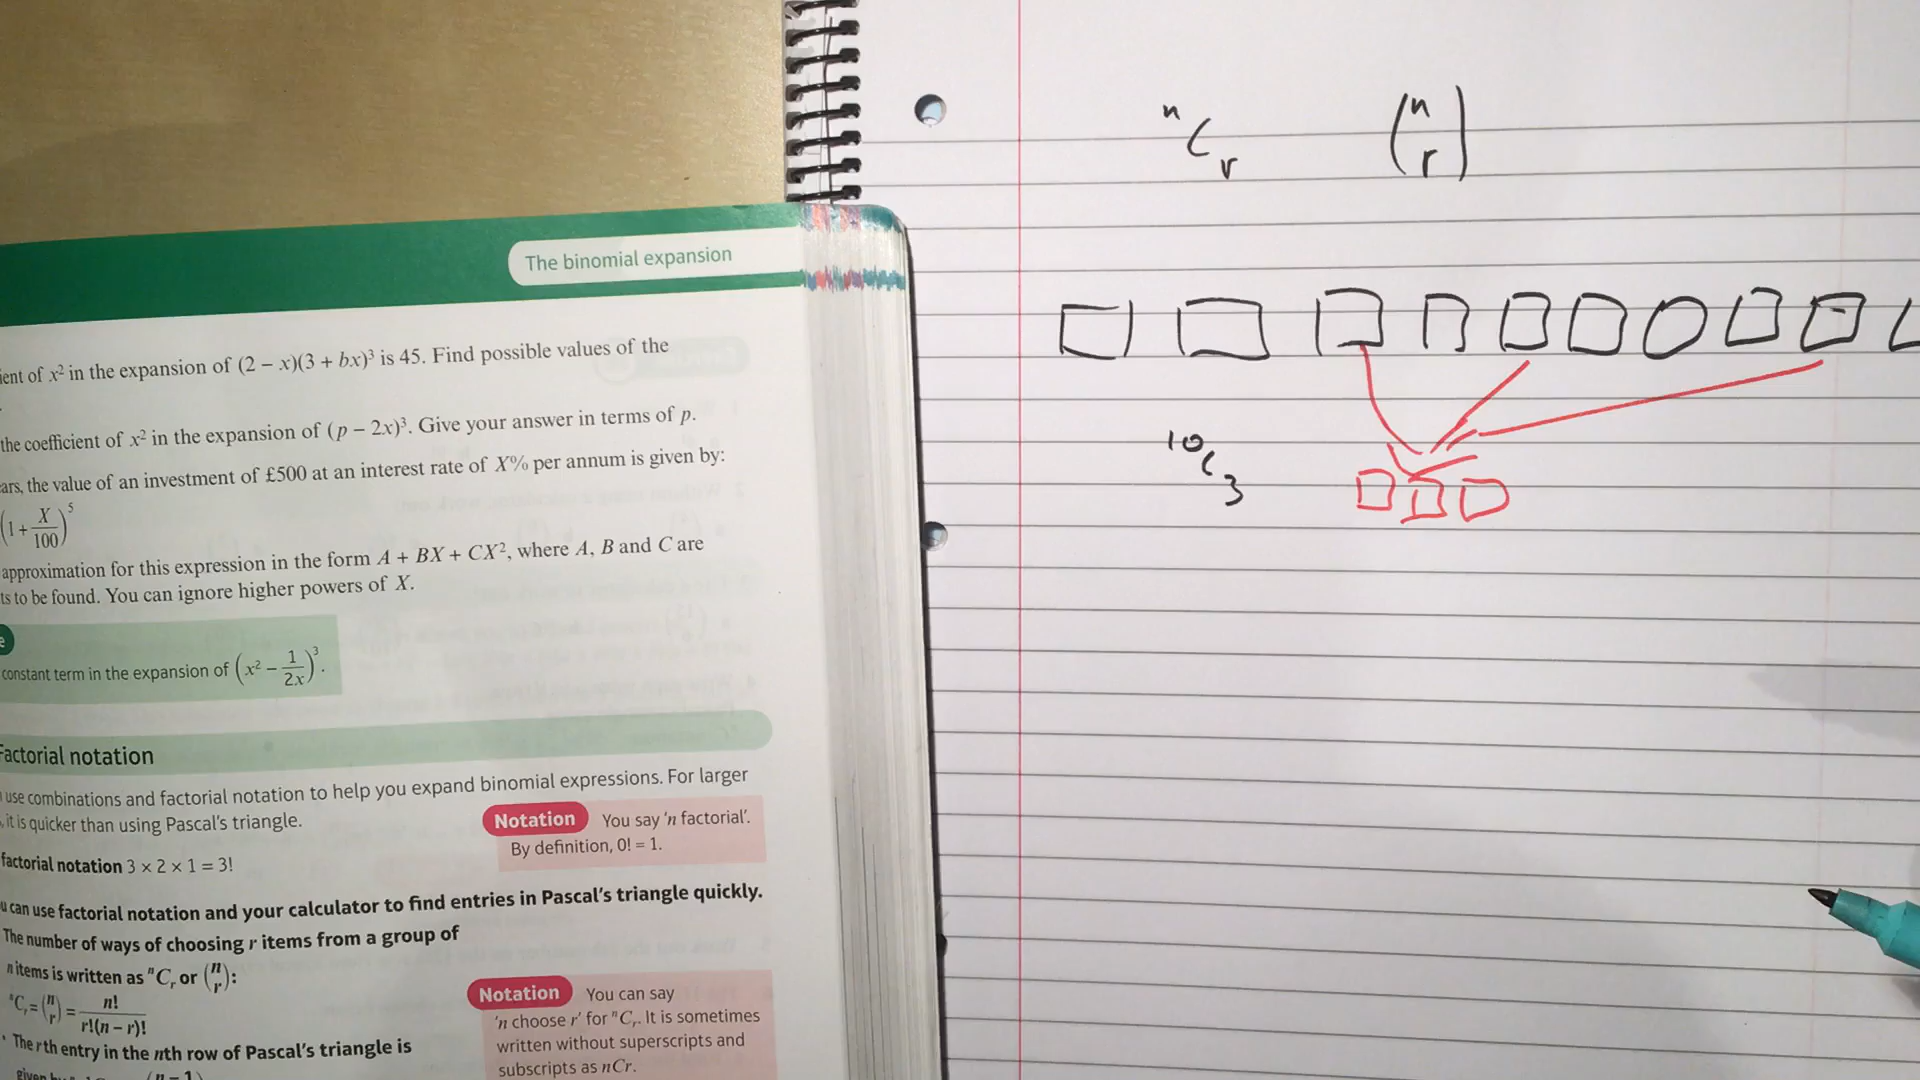 The binomial expansion
ient of x² in the expansion of (2 − x)(3 + bx)³ is 45. Find possible values of the
the coefficient of x² in the expansion of (p − 2x)³. Give your answer in terms of p.
ars, the value of an investment of £500 at an interest rate of X% per annum is given by:
(1 + X/100)⁵
approximation for this expression in the form A + BX + CX², where A, B and C are
ts to be found. You can ignore higher powers of X.
e
constant term in the expansion of (x² − 1/2x)³.
Factorial notation
use combinations and factorial notation to help you expand binomial expressions. For larger
, it is quicker than using Pascal's triangle.
Notation You say 'n factorial'.
By definition, 0! = 1.
factorial notation 3 × 2 × 1 = 3!
u can use factorial notation and your calculator to find entries in Pascal's triangle quickly.
The number of ways of choosing r items from a group of
n items is written as ⁿCᵣ or (n r):
ⁿCᵣ = (n r) = n!/r!(n − r)!
• The rth entry in the nth row of Pascal's triangle is
given by
(n − 1)
Notation You can say
'n choose r' for ⁿCᵣ. It is sometimes
written without superscripts and
subscripts as nCr.
ⁿCᵣ (n r)
¹⁰C₃